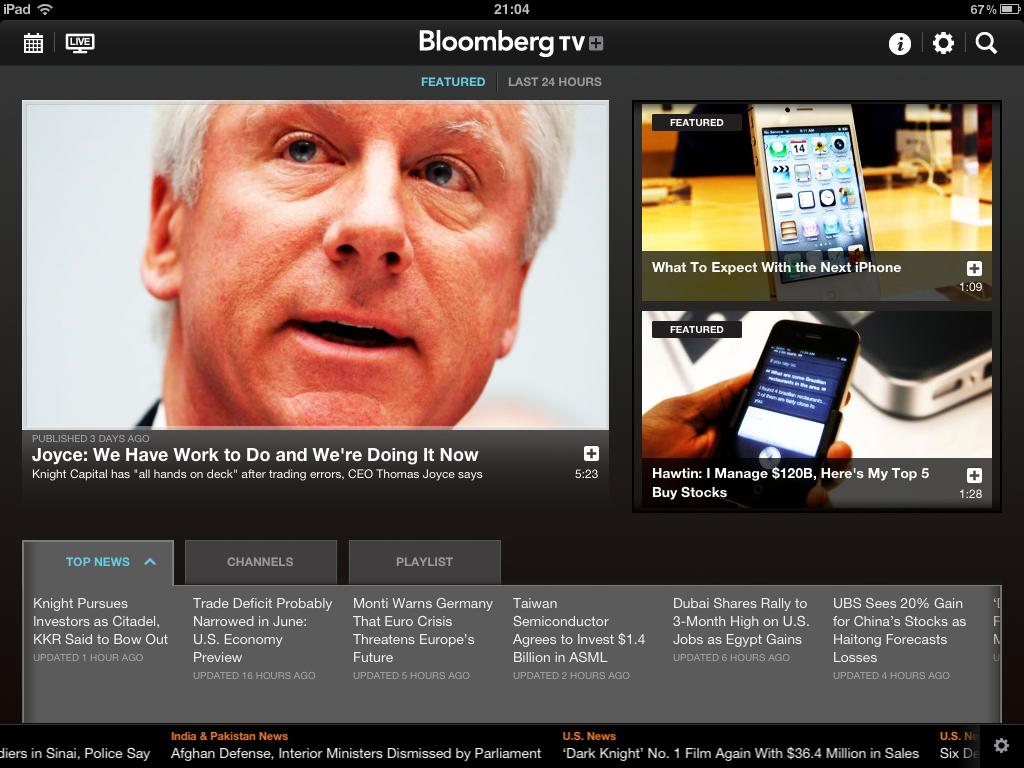 iPad 21:04 67%
LIVE Bloomberg TV+
FEATURED LAST 24 HOURS
PUBLISHED 3 DAYS AGO
Joyce: We Have Work to Do and We're Doing It Now
Knight Capital has "all hands on deck" after trading errors, CEO Thomas Joyce says 5:23
FEATURED
What To Expect With the Next iPhone
1:09
FEATURED
What are some Brazilian
restaurants in the area
Hawtin: I Manage $120B, Here's My Top 5
Buy Stocks 1:28
TOP NEWS CHANNELS PLAYLIST
Knight Pursues
Investors as Citadel,
KKR Said to Bow Out
UPDATED 1 HOUR AGO
Trade Deficit Probably
Narrowed in June:
U.S. Economy
Preview
UPDATED 16 HOURS AGO
Monti Warns Germany
That Euro Crisis
Threatens Europe's
Future
UPDATED 5 HOURS AGO
Taiwan
Semiconductor
Agrees to Invest $1.4
Billion in ASML
UPDATED 2 HOURS AGO
Dubai Shares Rally to
3-Month High on U.S.
Jobs as Egypt Gains
UPDATED 6 HOURS AGO
UBS Sees 20% Gain
for China's Stocks as
Haitong Forecasts
Losses
UPDATED 4 HOURS AGO
diers in Sinai, Police Say
India & Pakistan News
Afghan Defense, Interior Ministers Dismissed by Parliament
U.S. News
‘Dark Knight’ No. 1 Film Again With $36.4 Million in Sales
U.S. Ne
Six De